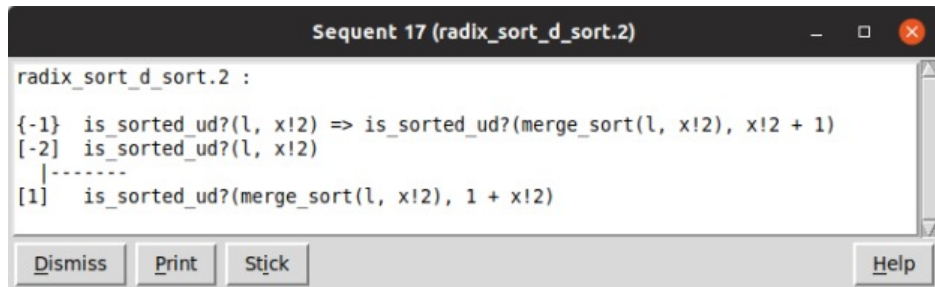 Sequent 17 (radix_sort_d_sort.2)
radix_sort_d_sort.2 :
{-1}  is_sorted_ud?(l, x!2) => is_sorted_ud?(merge_sort(l, x!2), x!2 + 1)
[-2]  is_sorted_ud?(l, x!2)
|-------
[1]   is_sorted_ud?(merge_sort(l, x!2), 1 + x!2)
Dismiss Print Stick Help